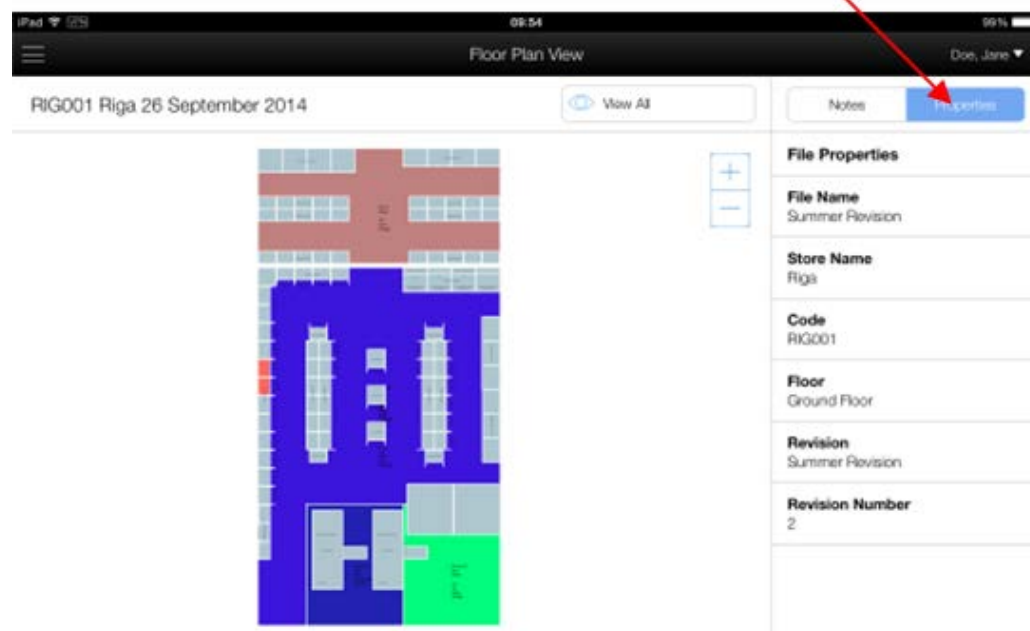 iPad 09:54 99%
Floor Plan View Doe, Jane
RIG001 Riga 26 September 2014 View All Notes Properties
File Properties
File Name
Summer Revision
Store Name
Riga
Code
RIG001
Floor
Ground Floor
Revision
Summer Revision
Revision Number
2